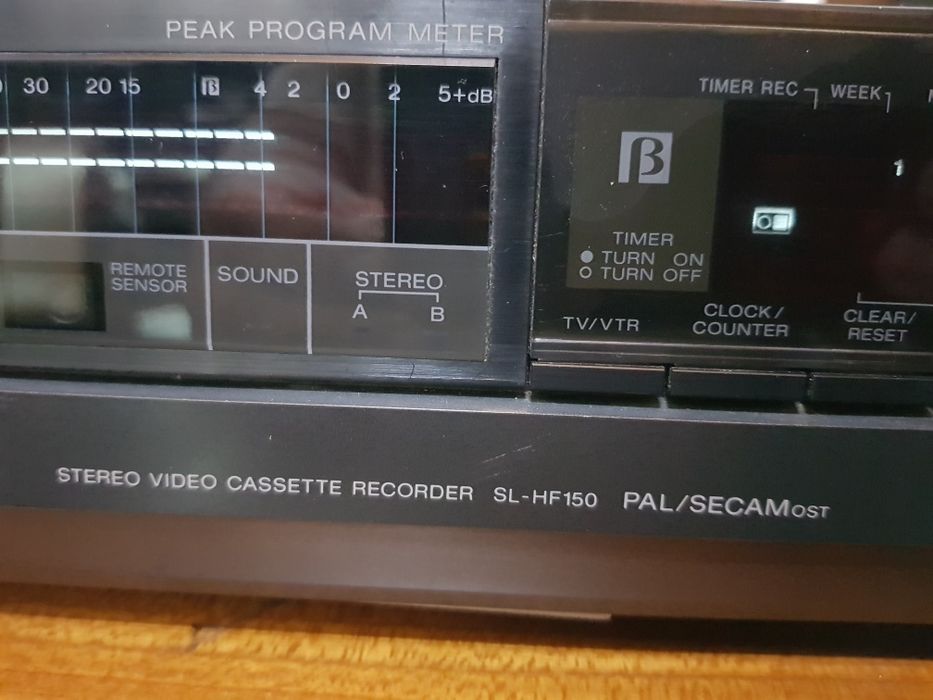 PEAK PROGRAM METER
30 20 15 β 4 2 0 2 5+dB
TIMER REC WEEK
β
1
TIMER
● TURN ON
○ TURN OFF
REMOTE
SENSOR
SOUND
STEREO
A B
TV/VTR
CLOCK/
COUNTER
CLEAR/
RESET
STEREO VIDEO CASSETTE RECORDER SL-HF150 PAL/SECAM OST